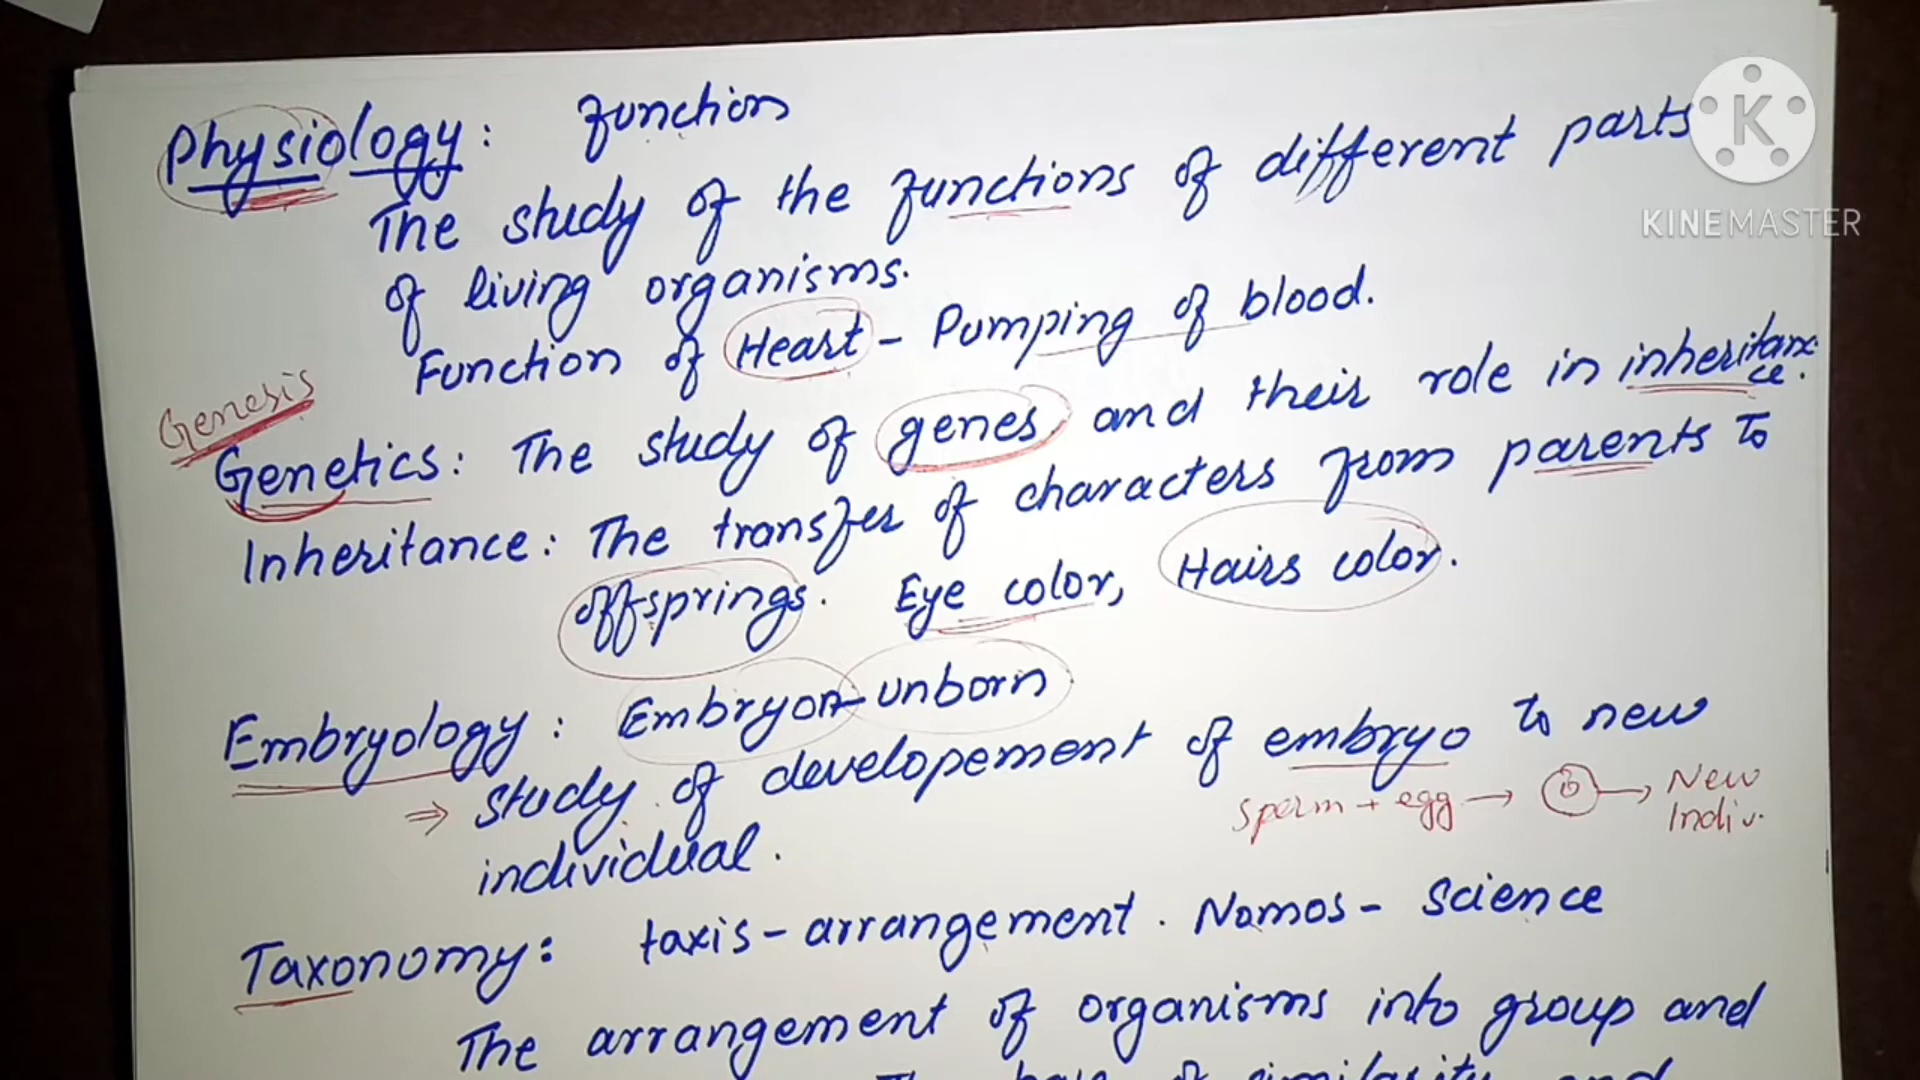 Physiology: function
The study of the functions of different parts
of living organisms.
Function of Heart - Pumping of blood.
Genesis
Genetics: The study of genes and their role in inheritance.
Inheritance: The transfer of characters from parents to
offsprings. Eye color, Hairs color.
Embryology: Embryon-unborn
⇒ study of developement of embryo to new
individual.
Sperm + egg → → New
Indiv.
Taxonomy: taxis - arrangement. Nomos - Science
The arrangement of organisms into group and
of similarity and
K
KINEMASTER